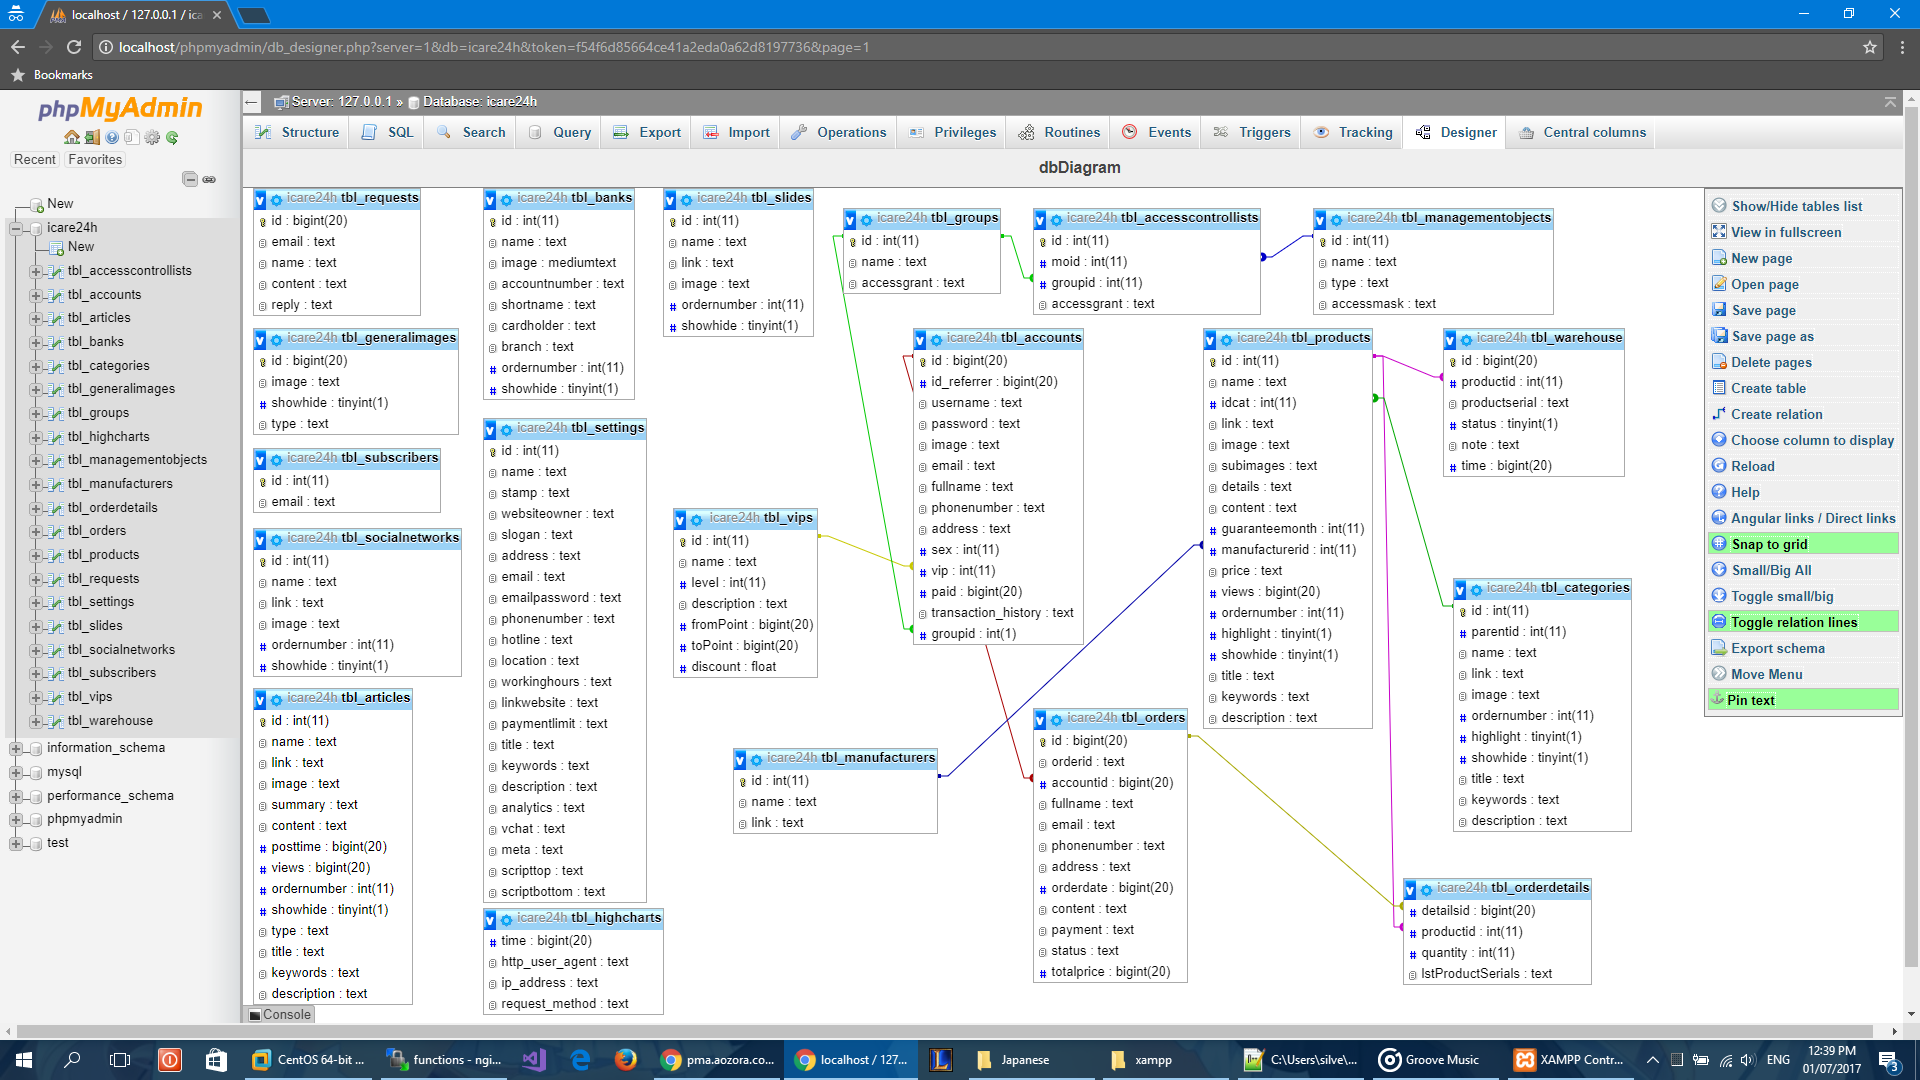 localhost / 127.0.0.1 / ica
localhost/phpmyadmin/db_designer.php?server=1&db=icare24h&token=f54f6d85664ce41a2eda0a62d8197736&page=1
Bookmarks
phpMyAdmin
Recent
Favorites
New
icare24h
New
tbl_accesscontrollists
tbl_accounts
tbl_articles
tbl_banks
tbl_categories
tbl_generalimages
tbl_groups
tbl_highcharts
tbl_managementobjects
tbl_manufacturers
tbl_orderdetails
tbl_orders
tbl_products
tbl_requests
tbl_settings
tbl_slides
tbl_socialnetworks
tbl_subscribers
tbl_vips
tbl_warehouse
information_schema
mysql
performance_schema
phpmyadmin
test
Server: 127.0.0.1 » Database: icare24h
Structure SQL Search Query Export Import Operations Privileges Routines Events Triggers Tracking Designer Central columns
dbDiagram
icare24h tbl_requests
id : bigint(20)
email : text
name : text
content : text
reply : text
icare24h tbl_generalimages
id : bigint(20)
image : text
showhide : tinyint(1)
type : text
icare24h tbl_subscribers
id : int(11)
email : text
icare24h tbl_socialnetworks
id : int(11)
name : text
link : text
image : text
ordernumber : int(11)
showhide : tinyint(1)
icare24h tbl_articles
id : int(11)
name : text
link : text
image : text
summary : text
content : text
posttime : bigint(20)
views : bigint(20)
ordernumber : int(11)
showhide : tinyint(1)
type : text
title : text
keywords : text
description : text
icare24h tbl_banks
id : int(11)
name : text
image : mediumtext
accountnumber : text
shortname : text
cardholder : text
branch : text
ordernumber : int(11)
showhide : tinyint(1)
icare24h tbl_settings
id : int(11)
name : text
stamp : text
websiteowner : text
slogan : text
address : text
email : text
emailpassword : text
phonenumber : text
hotline : text
location : text
workinghours : text
linkwebsite : text
paymentlimit : text
title : text
keywords : text
description : text
analytics : text
vchat : text
meta : text
scripttop : text
scriptbottom : text
icare24h tbl_highcharts
time : bigint(20)
http_user_agent : text
ip_address : text
request_method : text
icare24h tbl_slides
id : int(11)
name : text
link : text
image : text
ordernumber : int(11)
showhide : tinyint(1)
icare24h tbl_vips
id : int(11)
name : text
level : int(11)
description : text
fromPoint : bigint(20)
toPoint : bigint(20)
discount : float
icare24h tbl_manufacturers
id : int(11)
name : text
link : text
icare24h tbl_groups
id : int(11)
name : text
accessgrant : text
icare24h tbl_accounts
id : bigint(20)
id_referrer : bigint(20)
username : text
password : text
image : text
email : text
fullname : text
phonenumber : text
address : text
sex : int(11)
vip : int(11)
paid : bigint(20)
transaction_history : text
groupid : int(1)
icare24h tbl_accesscontrollists
id : int(11)
moid : int(11)
groupid : int(11)
accessgrant : text
icare24h tbl_orders
id : bigint(20)
orderid : text
accountid : bigint(20)
fullname : text
email : text
phonenumber : text
address : text
orderdate : bigint(20)
content : text
payment : text
status : text
totalprice : bigint(20)
icare24h tbl_managementobjects
id : int(11)
name : text
type : text
accessmask : text
icare24h tbl_products
id : int(11)
name : text
idcat : int(11)
link : text
image : text
subimages : text
details : text
content : text
guaranteemonth : int(11)
manufacturerid : int(11)
price : text
views : bigint(20)
ordernumber : int(11)
highlight : tinyint(1)
showhide : tinyint(1)
title : text
keywords : text
description : text
icare24h tbl_warehouse
id : bigint(20)
productid : int(11)
productserial : text
status : tinyint(1)
note : text
time : bigint(20)
icare24h tbl_categories
id : int(11)
parentid : int(11)
name : text
link : text
image : text
ordernumber : int(11)
highlight : tinyint(1)
showhide : tinyint(1)
title : text
keywords : text
description : text
icare24h tbl_orderdetails
detailsid : bigint(20)
productid : int(11)
quantity : int(11)
lstProductSerials : text
Show/Hide tables list
View in fullscreen
New page
Open page
Save page
Save page as
Delete pages
Create table
Create relation
Choose column to display
Reload
Help
Angular links / Direct links
Snap to grid
Small/Big All
Toggle small/big
Toggle relation lines
Export schema
Move Menu
Pin text
Console
CentOS 64-bit ...
functions - ngi...
pma.aozora.co...
localhost / 127...
Japanese
xampp
C:\Users\silve\...
Groove Music
XAMPP Contr...
ENG
12:39 PM
01/07/2017
3